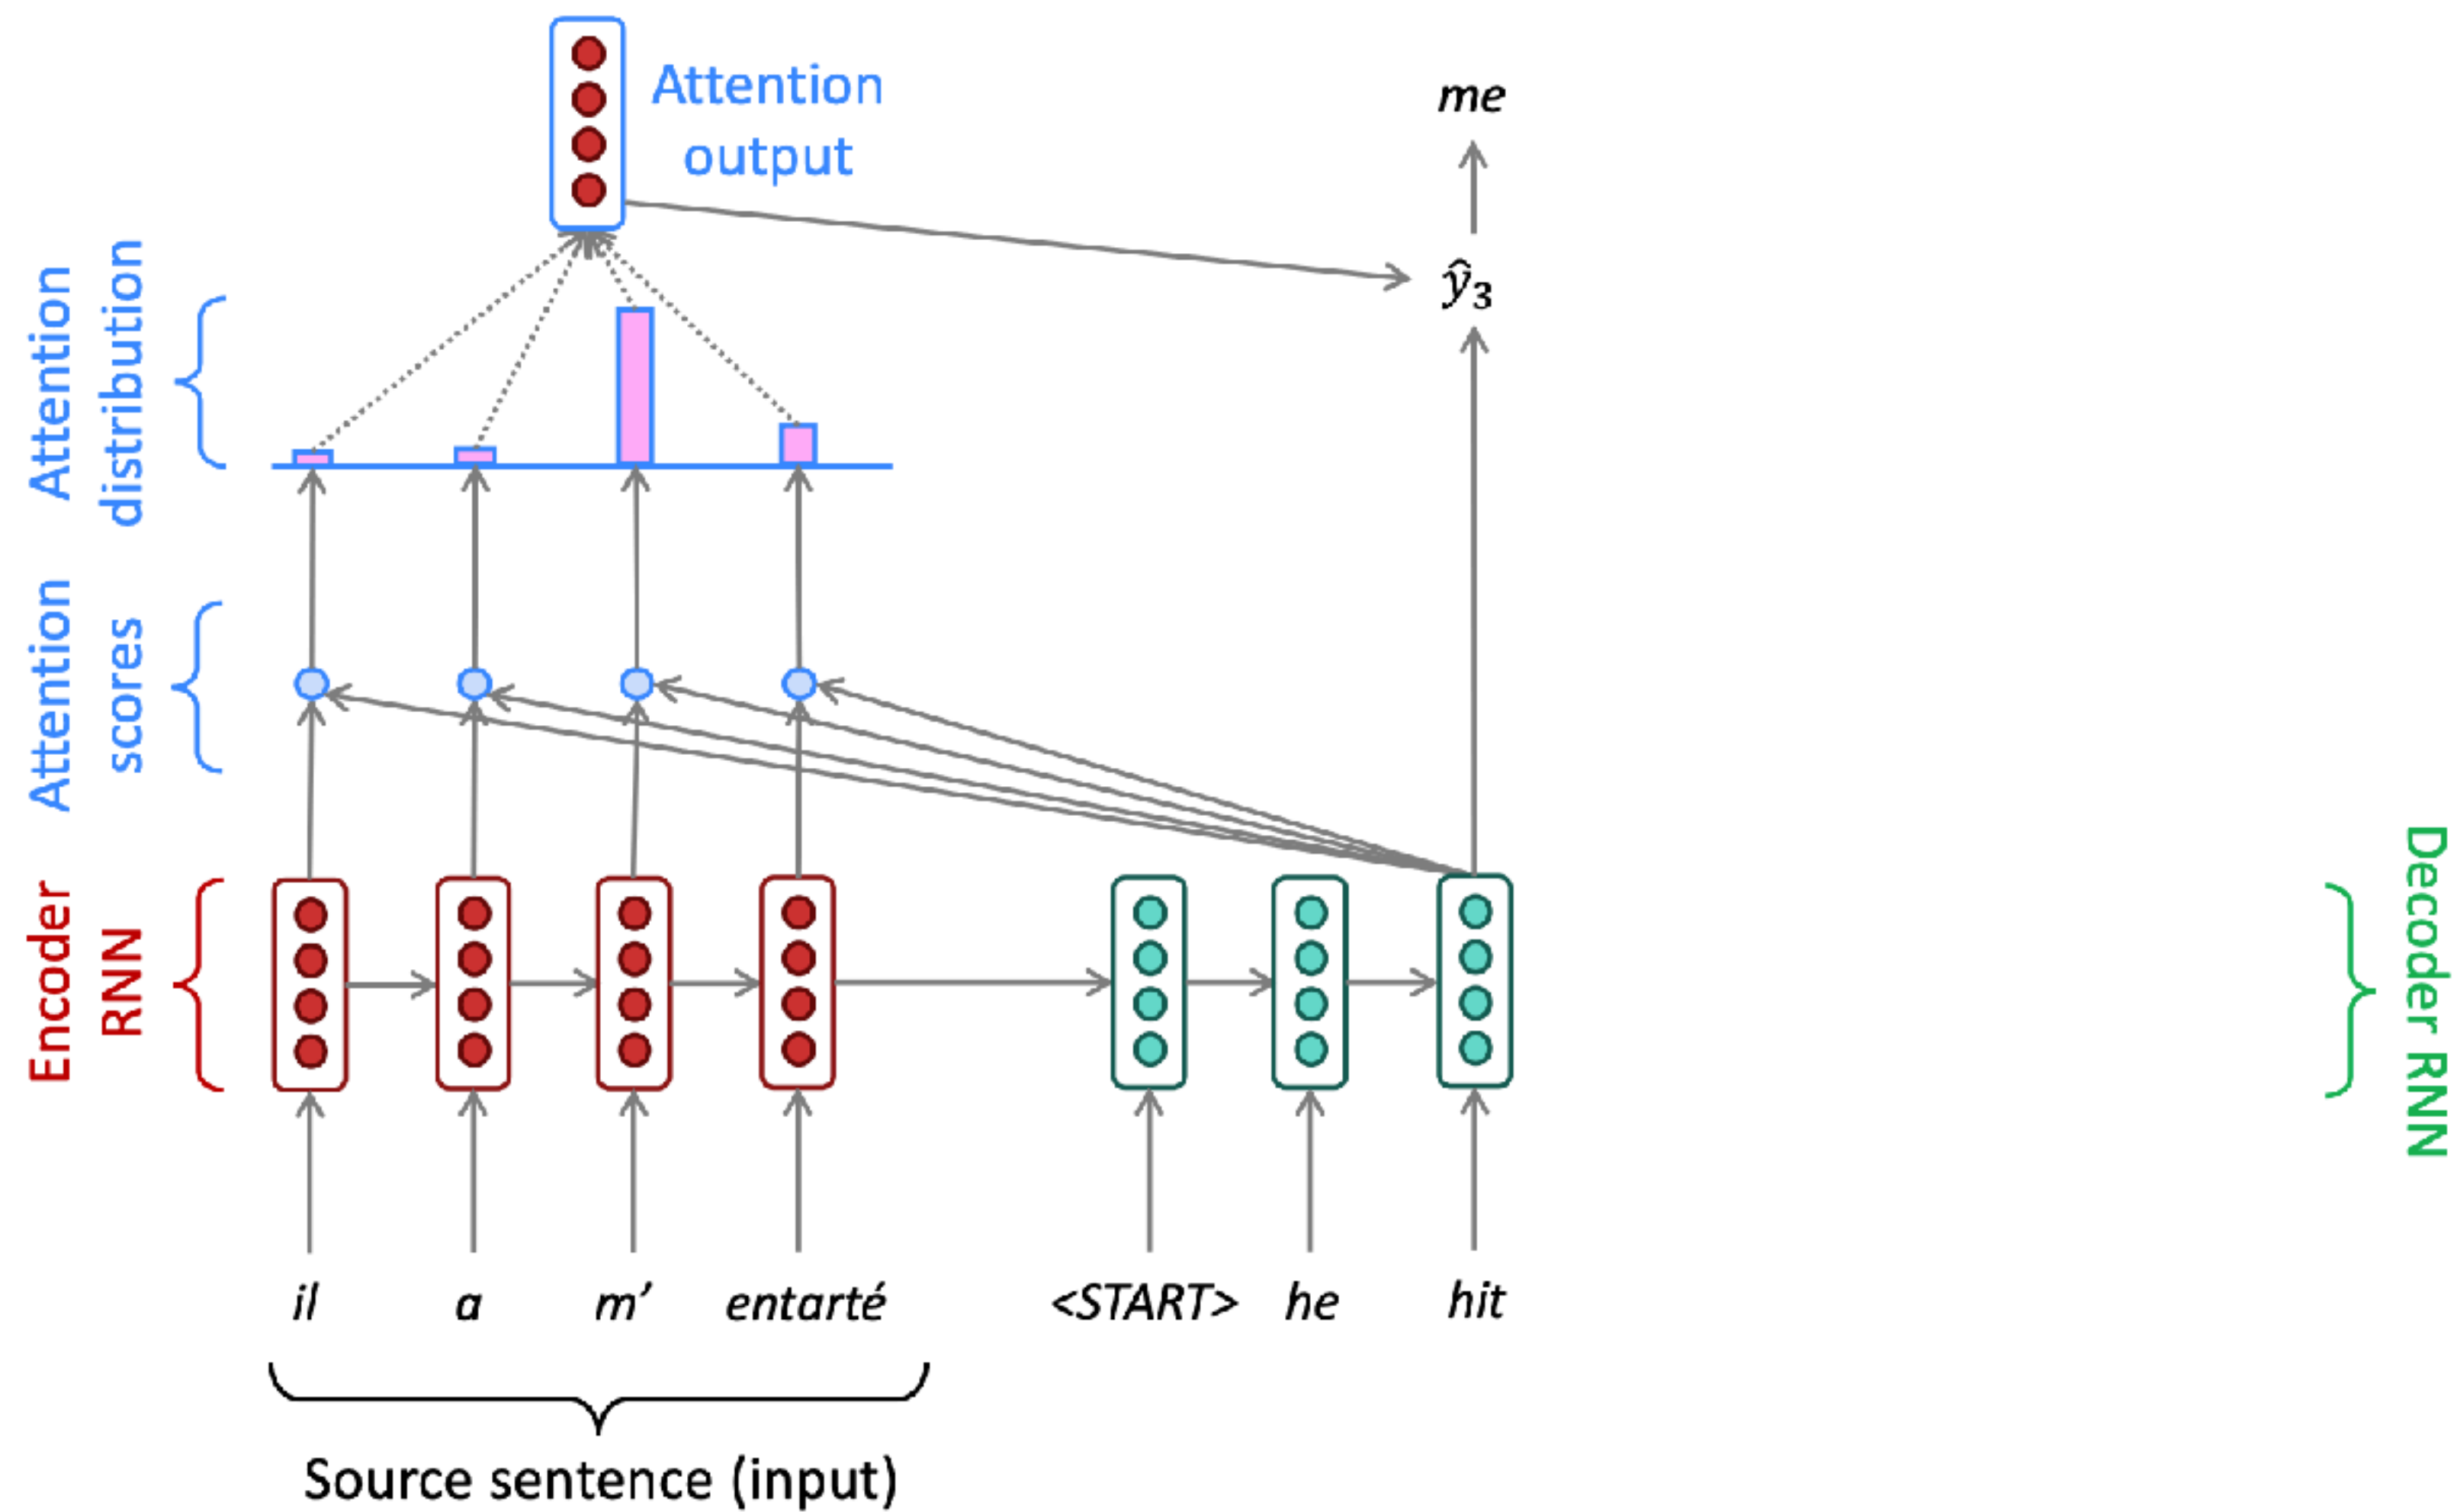 Attention
output
me
ŷ₃
Attention
distribution
Attention
scores
Encoder
RNN
Decoder RNN
il a m’ entarté <START> he hit
Source sentence (input)